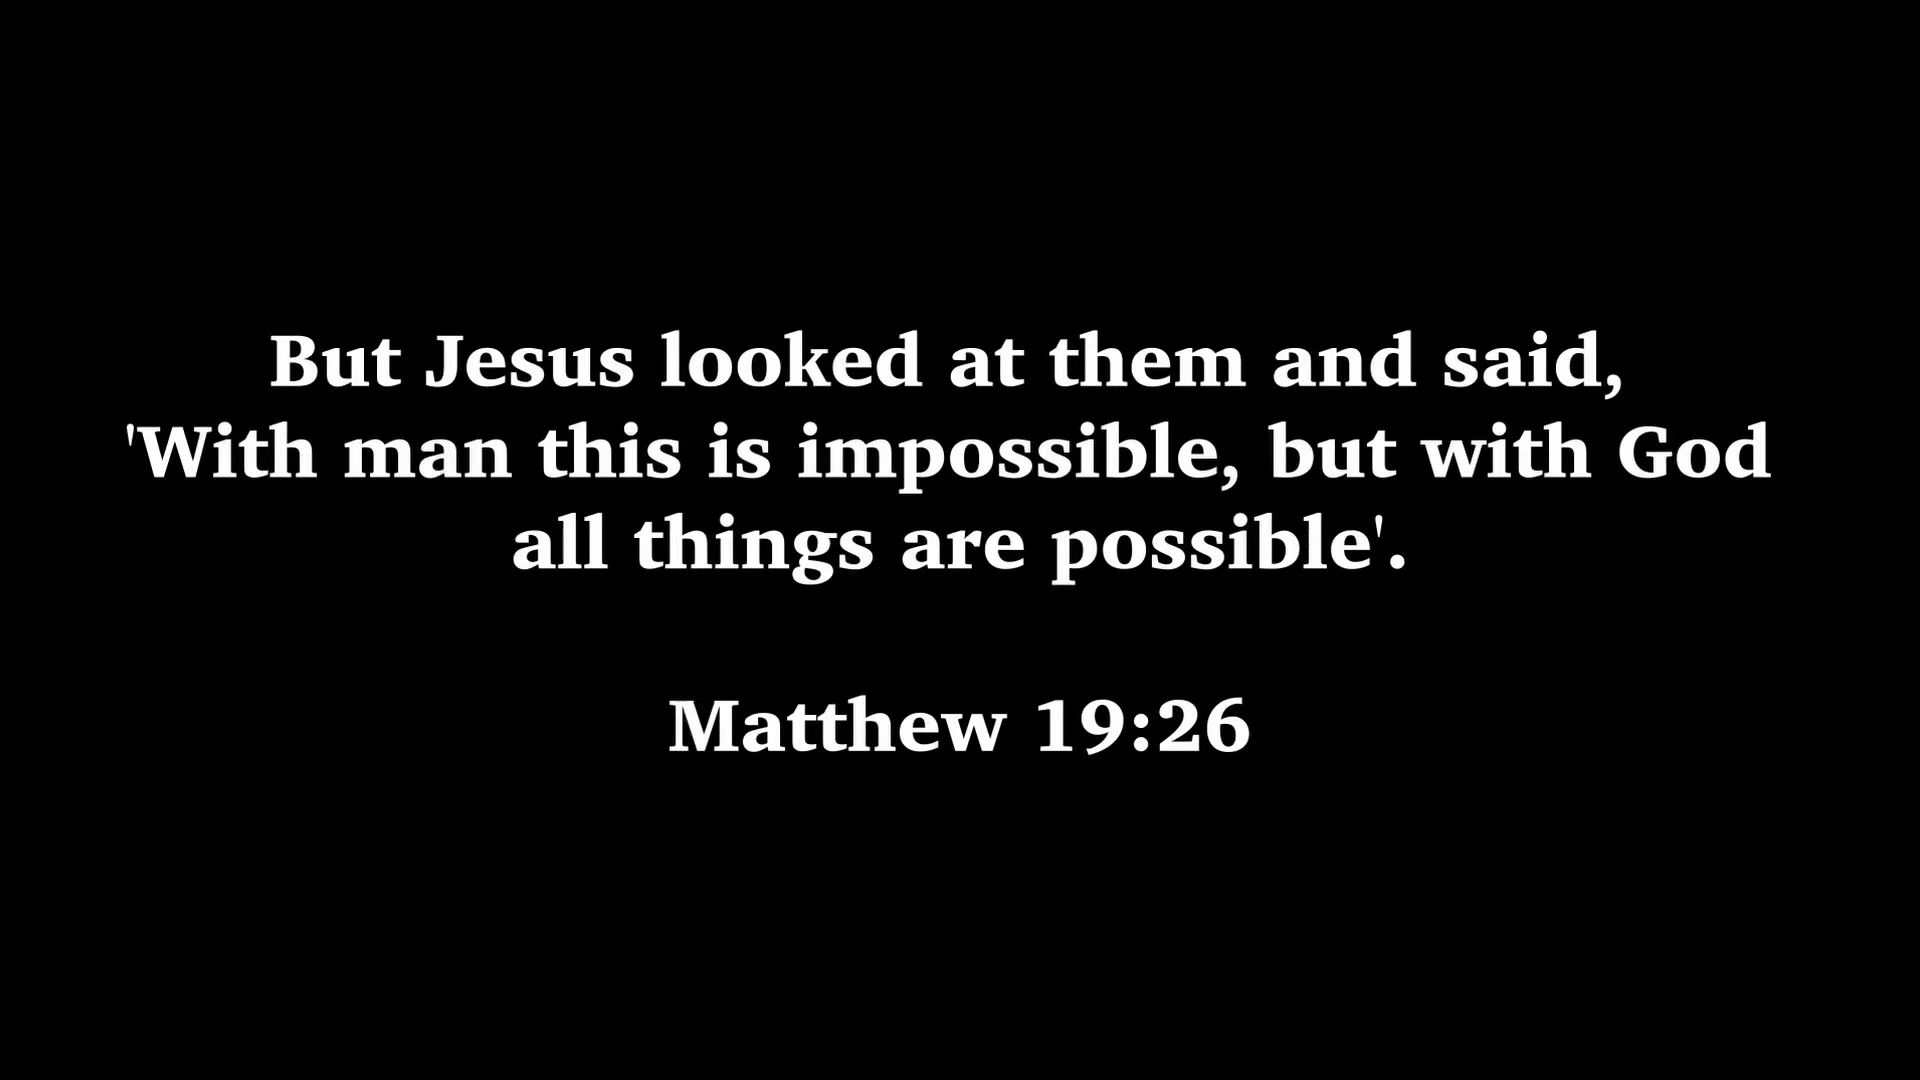 But Jesus looked at them and said,
'With man this is impossible, but with God
all things are possible'.
Matthew 19:26